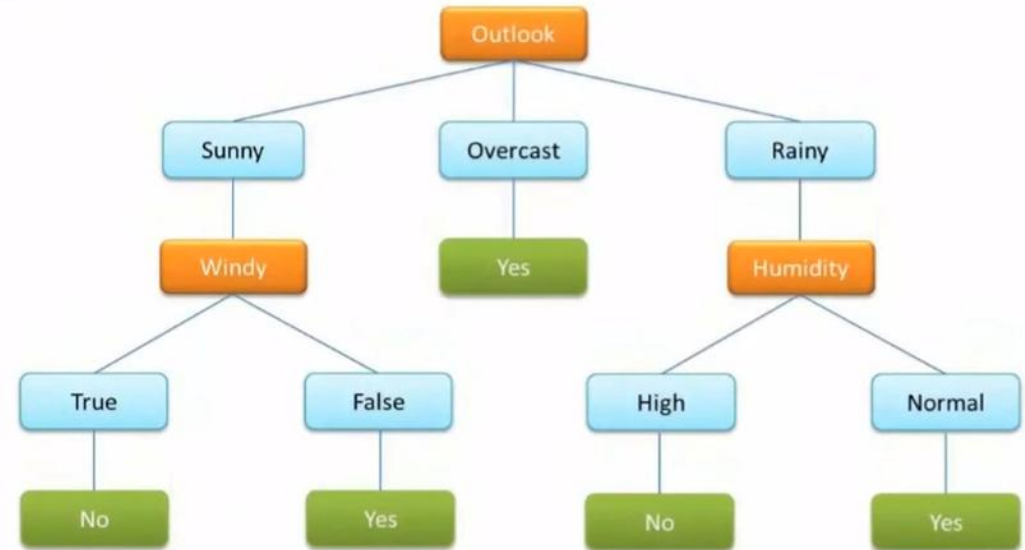 Outlook
Sunny
Overcast
Rainy
Windy
Yes
Humidity
True
False
High
Normal
No
Yes
No
Yes